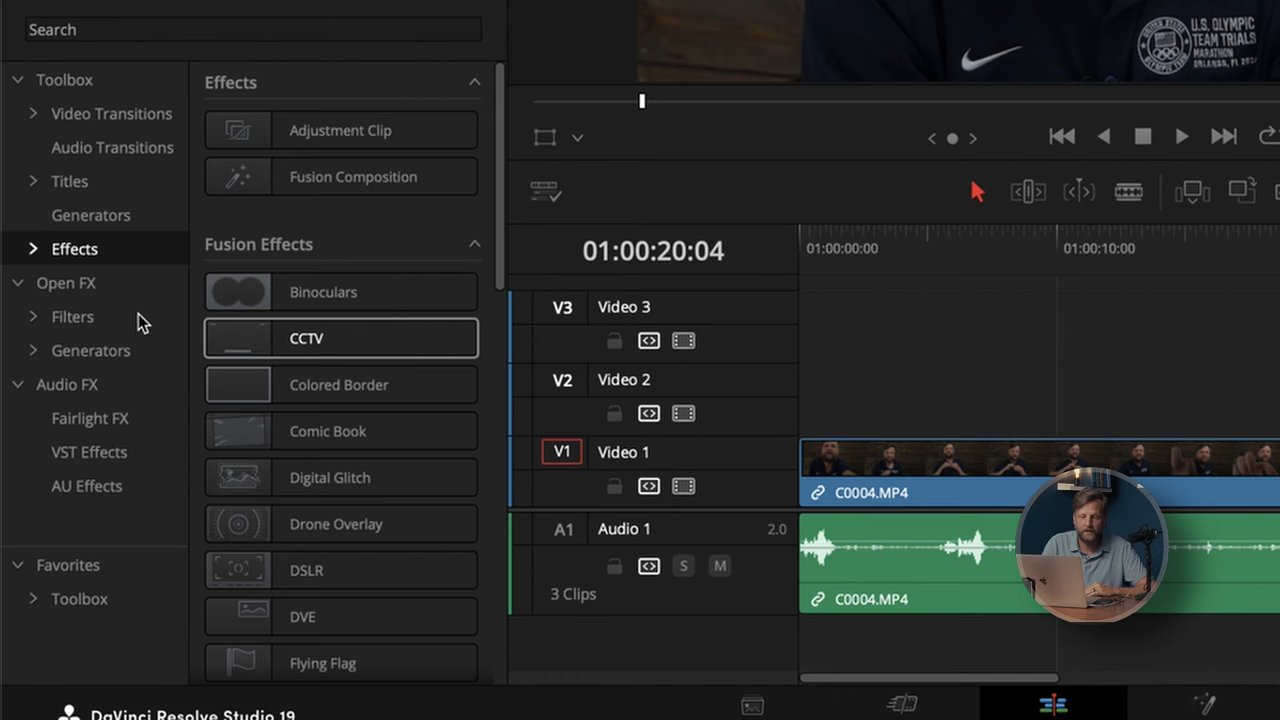 Search
Toolbox
Video Transitions
Audio Transitions
Titles
Generators
Effects
Open FX
Filters
Generators
Audio FX
Fairlight FX
VST Effects
AU Effects
Favorites
Toolbox
Effects
Adjustment Clip
Fusion Composition
Fusion Effects
Binoculars
CCTV
Colored Border
Comic Book
Digital Glitch
Drone Overlay
DSLR
DVE
Flying Flag
U.S. OLYMPIC
TEAM TRIALS
MARATHON
ORLANDO, FL 2024
01:00:20:04
01:00:00:00
01:00:10:00
V3 Video 3
V2 Video 2
V1 Video 1
C0004.MP4
A1 Audio 1 2.0
S M
3 Clips
C0004.MP4
DaVinci Resolve Studio 19